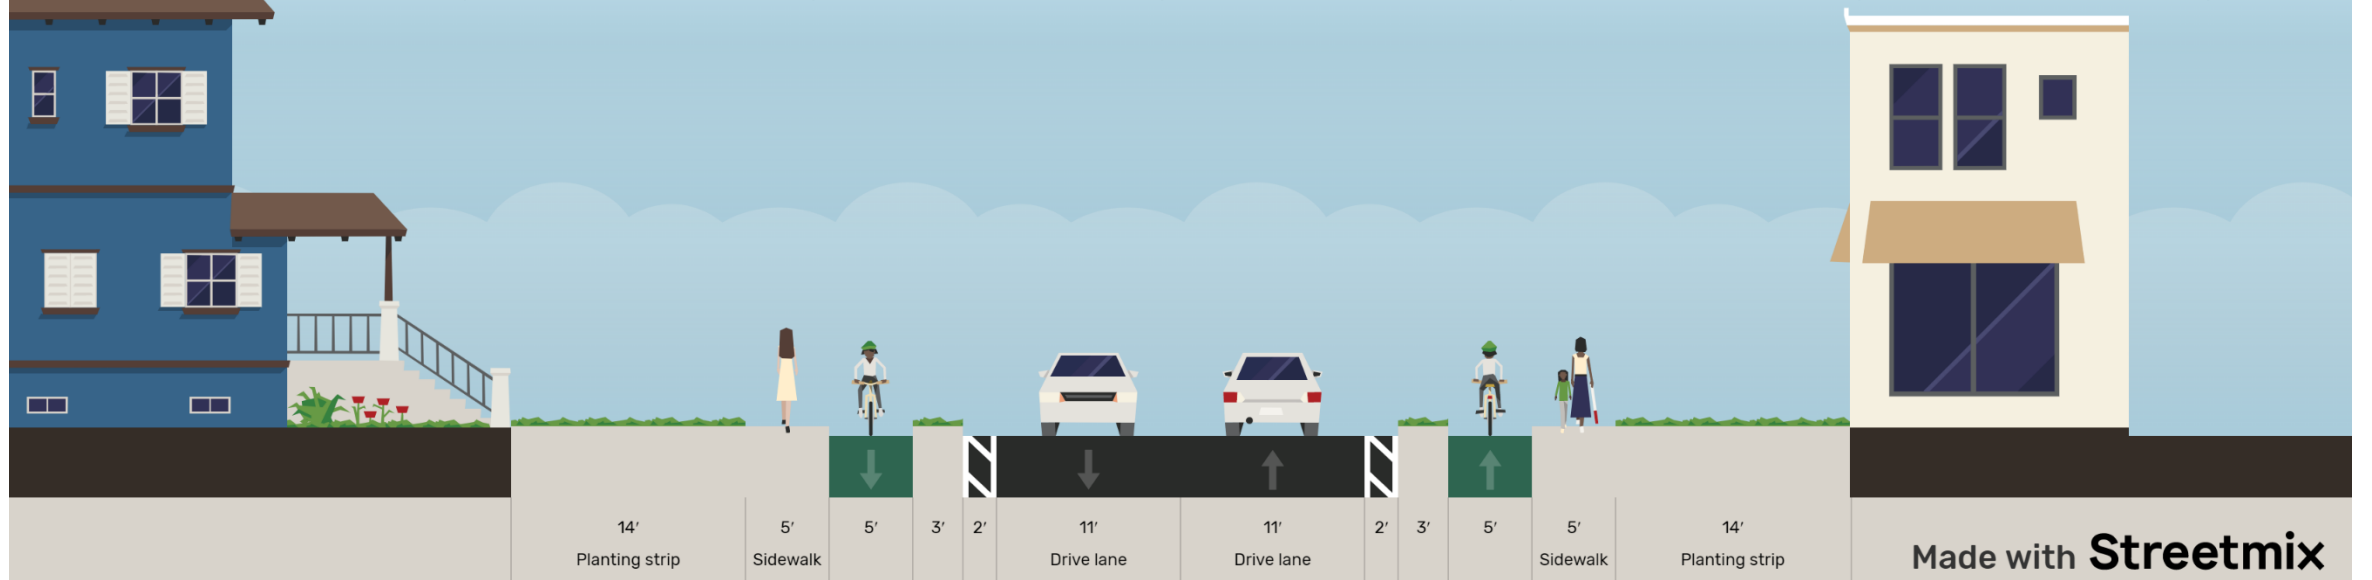 14′ 5′ 5′ 3′ 2′ 11′ 11′ 2′ 3′ 5′ 5′ 14′
Planting strip Sidewalk Drive lane Drive lane Sidewalk Planting strip
Made with Streetmix